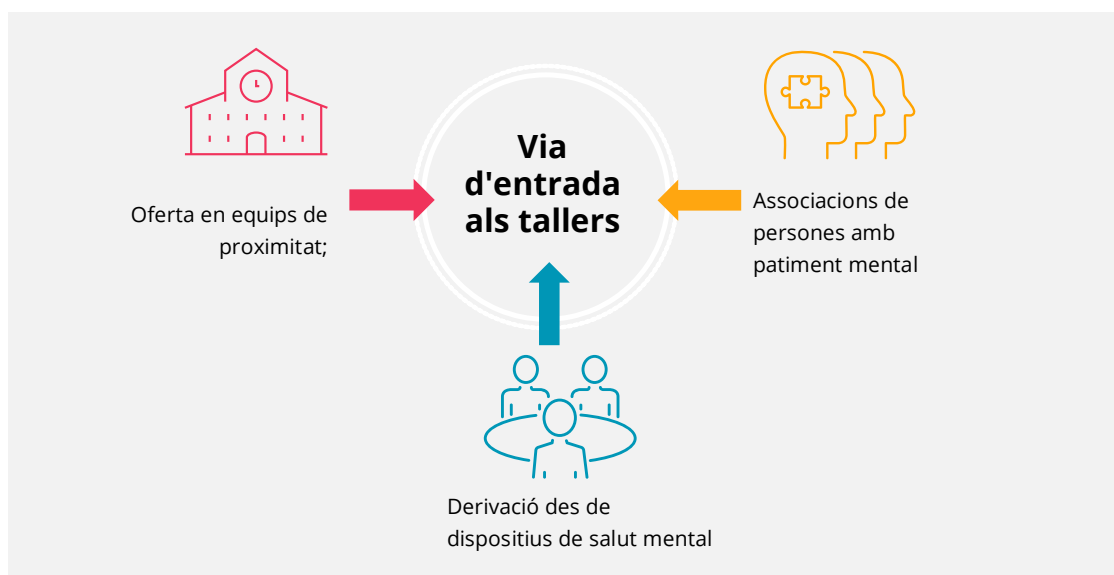 Via
d'entrada
als tallers
Oferta en equips de
proximitat;
Associacions de
persones amb
patiment mental
Derivació des de
dispositius de salut mental